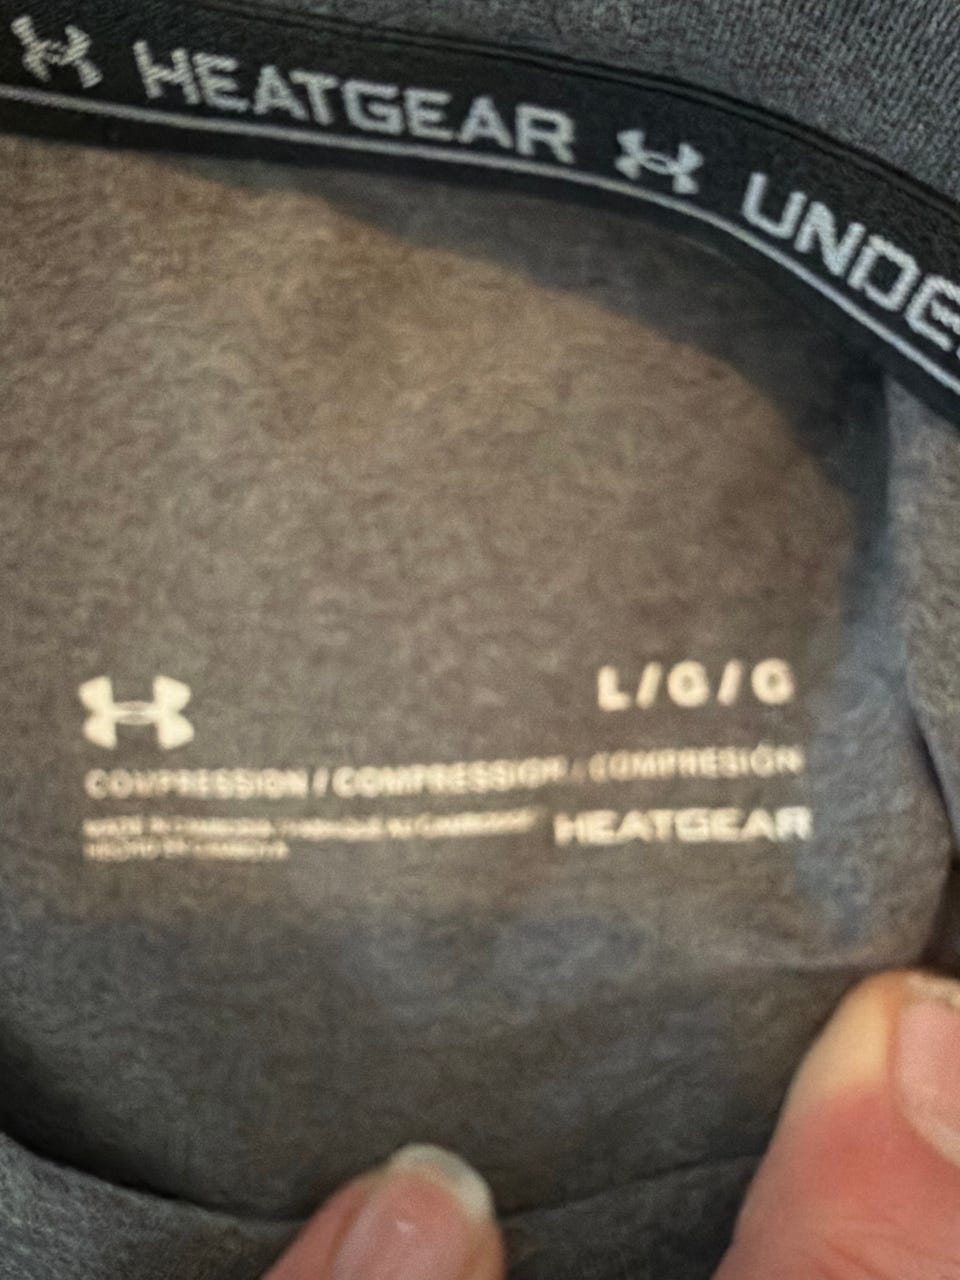 HEATGEAR UNDE
L/G/G
COMPRESSION / COMPRESSION / COMPRESIÓN
HEATGEAR